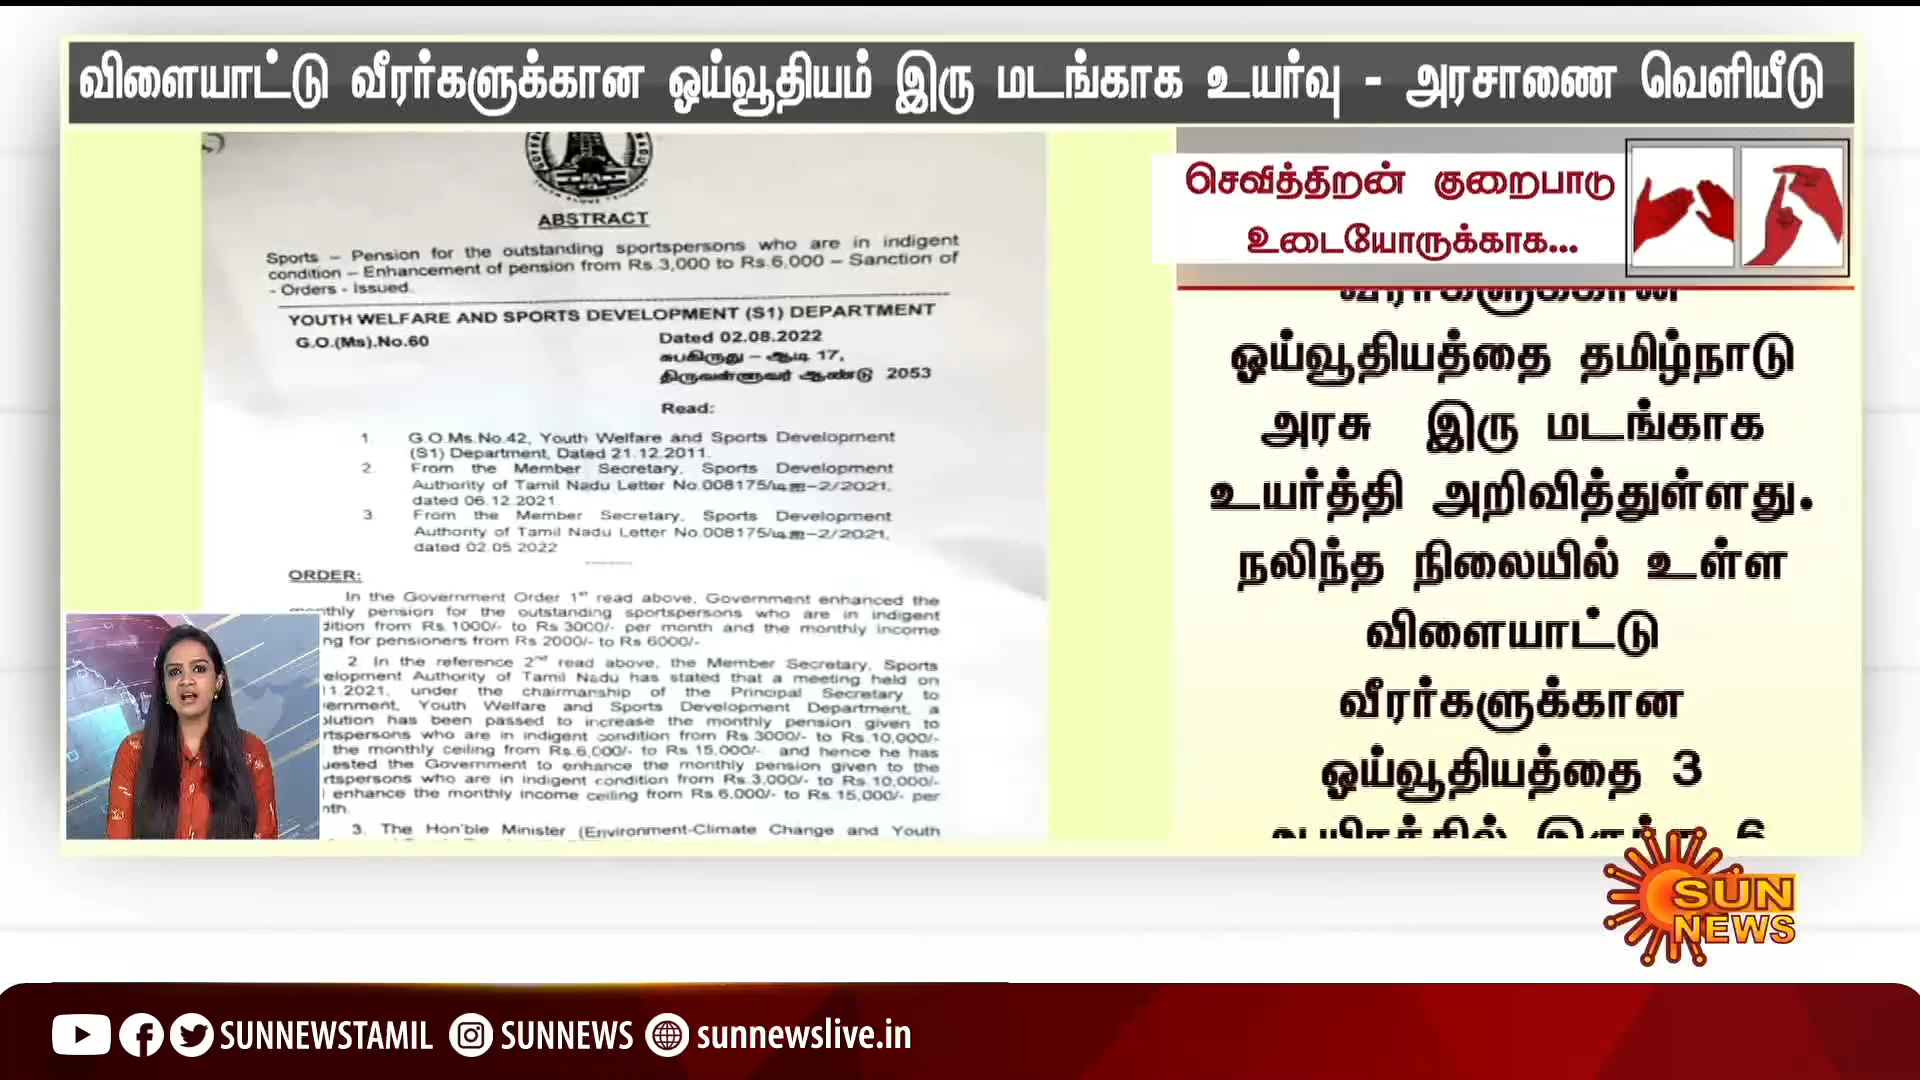 விளையாட்டு வீரர்களுக்கான ஓய்வூதியம் இரு மடங்காக உயர்வு - அரசாணை வெளியீடு
ABSTRACT
Sports – Pension for the outstanding sportspersons who are in indigent
condition – Enhancement of pension from Rs.3,000 to Rs.6,000 – Sanction of
- Orders - Issued.
YOUTH WELFARE AND SPORTS DEVELOPMENT (S1) DEPARTMENT
G.O.(Ms).No.60
Dated 02.08.2022
சுபகிருது – ஆடி 17,
திருவள்ளுவர் ஆண்டு 2053
Read:
1. G.O.Ms.No.42, Youth Welfare and Sports Development
(S1) Department, Dated 21.12.2011.
2. From the Member Secretary, Sports Development
Authority of Tamil Nadu Letter No.008175/டிஐ-2/2021,
dated 06.12.2021
3. From the Member Secretary, Sports Development
Authority of Tamil Nadu Letter No.008175/டிஐ-2/2021,
dated 02.05.2022
ORDER:
In the Government Order 1st read above, Government enhanced the
pension for the outstanding sportspersons who are in indigent
from Rs.1000/- to Rs.3000/- per month and the monthly income
for pensioners from Rs 2000/- to Rs.6000/-
2. In the reference 2nd read above, the Member Secretary, Sports
Authority of Tamil Nadu has stated that a meeting held on
under the chairmanship of the Principal Secretary to
Youth Welfare and Sports Development Department, a
has been passed to increase the monthly pension given to
who are in indigent condition from Rs.3000/- to Rs.10,000/-
the monthly ceiling from Rs.6,000/- to Rs.15,000/- and hence he has
the Government to enhance the monthly pension given to the
who are in indigent condition from Rs.3,000/- to Rs.10,000/-
enhance the monthly income ceiling from Rs.6,000/- to Rs.15,000/- per
3. The Hon'ble Minister (Environment-Climate Change and Youth
செவித்திறன் குறைபாடு
உடையோருக்காக...
வீரர்களுக்கான
ஓய்வூதியத்தை தமிழ்நாடு
அரசு இரு மடங்காக
உயர்த்தி அறிவித்துள்ளது.
நலிந்த நிலையில் உள்ள
விளையாட்டு
வீரர்களுக்கான
ஓய்வூதியத்தை 3
SUN
NEWS
SUNNEWSTAMIL SUNNEWS sunnewslive.in